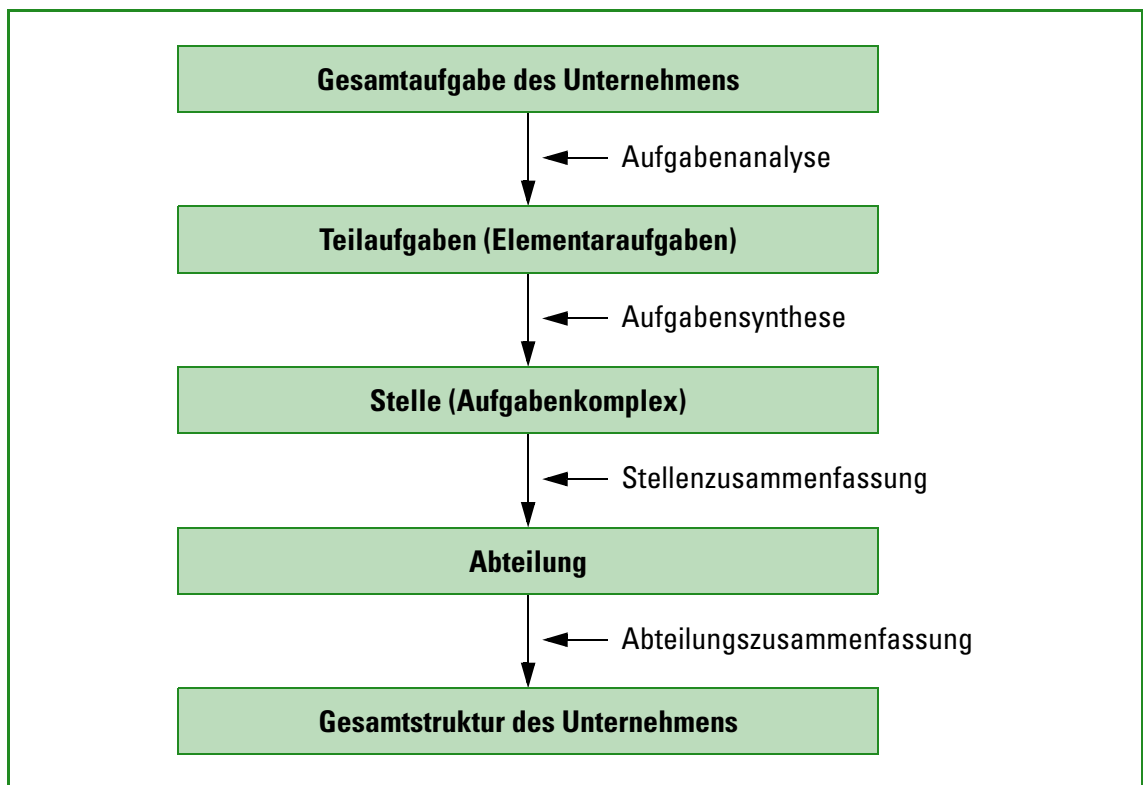 Gesamtaufgabe des Unternehmens
Aufgabenanalyse
Teilaufgaben (Elementaraufgaben)
Aufgabensynthese
Stelle (Aufgabenkomplex)
Stellenzusammenfassung
Abteilung
Abteilungszusammenfassung
Gesamtstruktur des Unternehmens